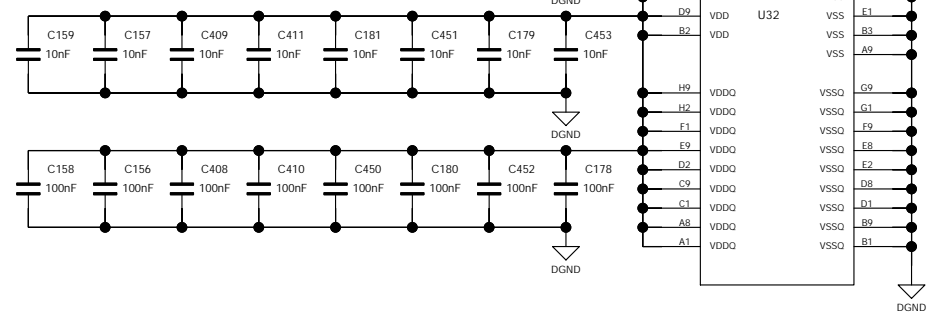 DGND
D9 VDD U32 VSS E1
B2 VDD VSS B3
VSS A9
C159 C157 C409 C411 C181 C451 C179 C453
10nF 10nF 10nF 10nF 10nF 10nF 10nF 10nF
H9 VDDQ VSSQ G9
H2 VDDQ VSSQ G1
F1 VDDQ VSSQ F9
DGND
E9 VDDQ VSSQ E8
D2 VDDQ VSSQ E2
C9 VDDQ VSSQ D8
C1 VDDQ VSSQ D1
A8 VDDQ VSSQ B9
A1 VDDQ VSSQ B1
C158 C156 C408 C410 C450 C180 C452 C178
100nF 100nF 100nF 100nF 100nF 100nF 100nF 100nF
DGND
DGND